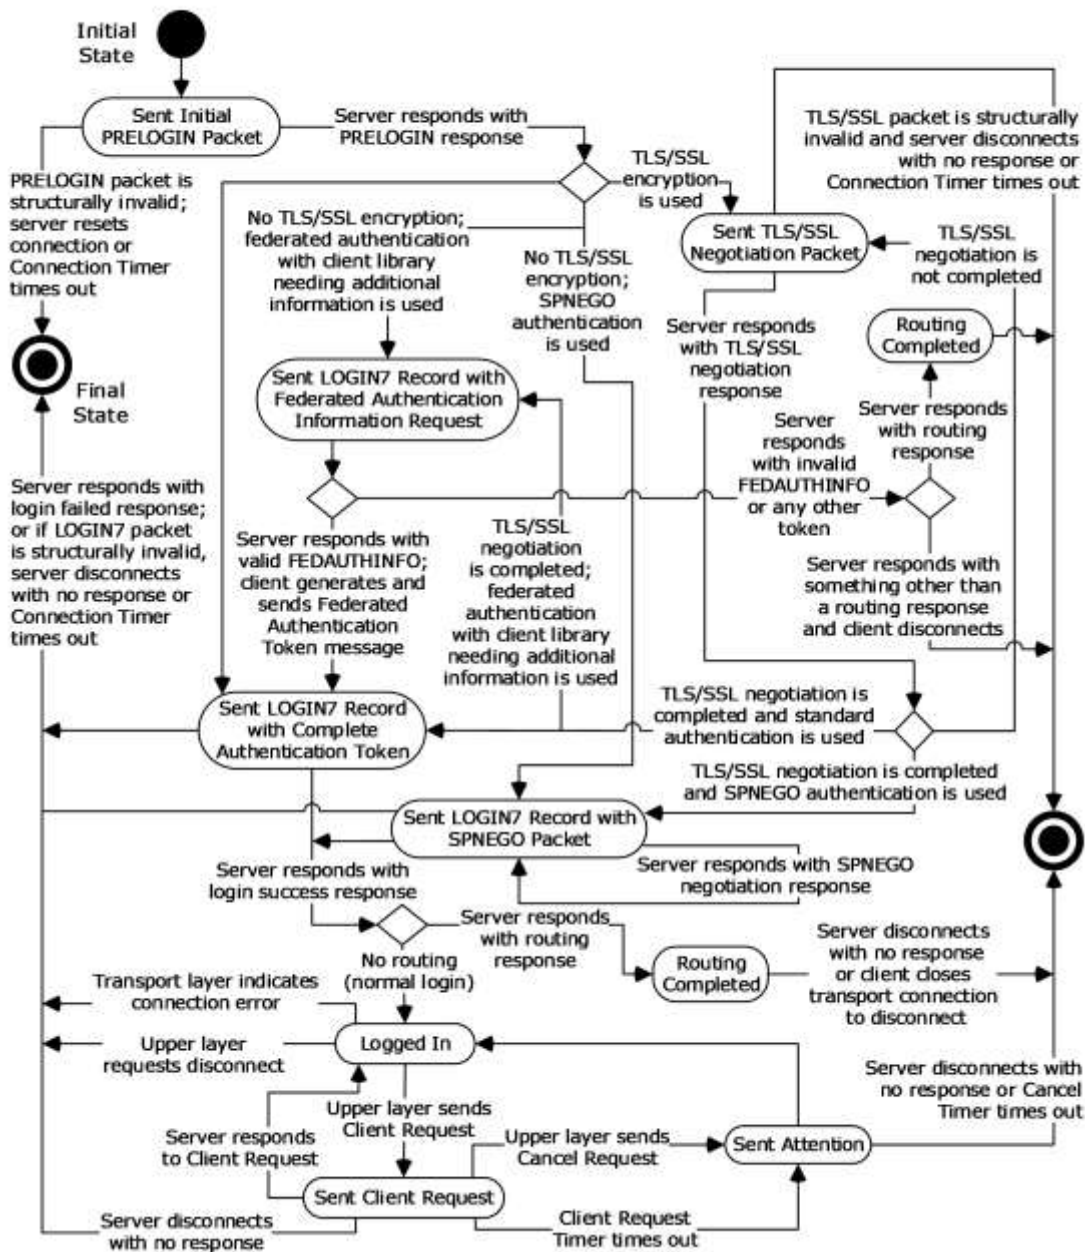 Initial
State
Sent Initial
PRELOGIN Packet
Server responds with
PRELOGIN response
TLS/SSL packet is structurally
invalid and server disconnects
with no response or
Connection Timer times out
PRELOGIN packet is
structurally invalid;
server resets
connection or
Connection Timer
times out
TLS/SSL
encryption
is used
No TLS/SSL encryption;
federated authentication
with client library
needing additional
information is used
No TLS/SSL
encryption;
SPNEGO
authentication
is used
Sent TLS/SSL
Negotiation Packet
TLS/SSL
negotiation is
not completed
Server responds
with TLS/SSL
negotiation
response
Routing
Completed
Final
State
Sent LOGIN7 Record with
Federated Authentication
Information Request
Server
responds
with invalid
FEDAUTHINFO
or any other
token
Server responds
with routing
response
Server responds with
login failed response;
or if LOGIN7 packet
is structurally invalid,
server disconnects
with no response or
Connection Timer
times out
Server responds with
valid FEDAUTHINFO;
client generates and
sends Federated
Authentication
Token message
TLS/SSL
negotiation
is completed;
federated
authentication
with client library
needing additional
information is used
Server responds with
something other than
a routing response
and client disconnects
Sent LOGIN7 Record
with Complete
Authentication Token
TLS/SSL negotiation is
completed and standard
authentication is used
TLS/SSL negotiation is completed
and SPNEGO authentication is used
Sent LOGIN7 Record with
SPNEGO Packet
Server responds with
login success response
Server responds with SPNEGO
negotiation response
Server responds
with routing
response
No routing
(normal login)
Routing
Completed
Server disconnects
with no response
or client closes
transport connection
to disconnect
Transport layer indicates
connection error
Logged In
Upper layer
requests disconnect
Server disconnects with
no response or Cancel
Timer times out
Upper layer sends
Client Request
Server responds
to Client Request
Upper layer sends
Cancel Request
Sent Attention
Sent Client Request
Server disconnects
with no response
Client Request
Timer times out